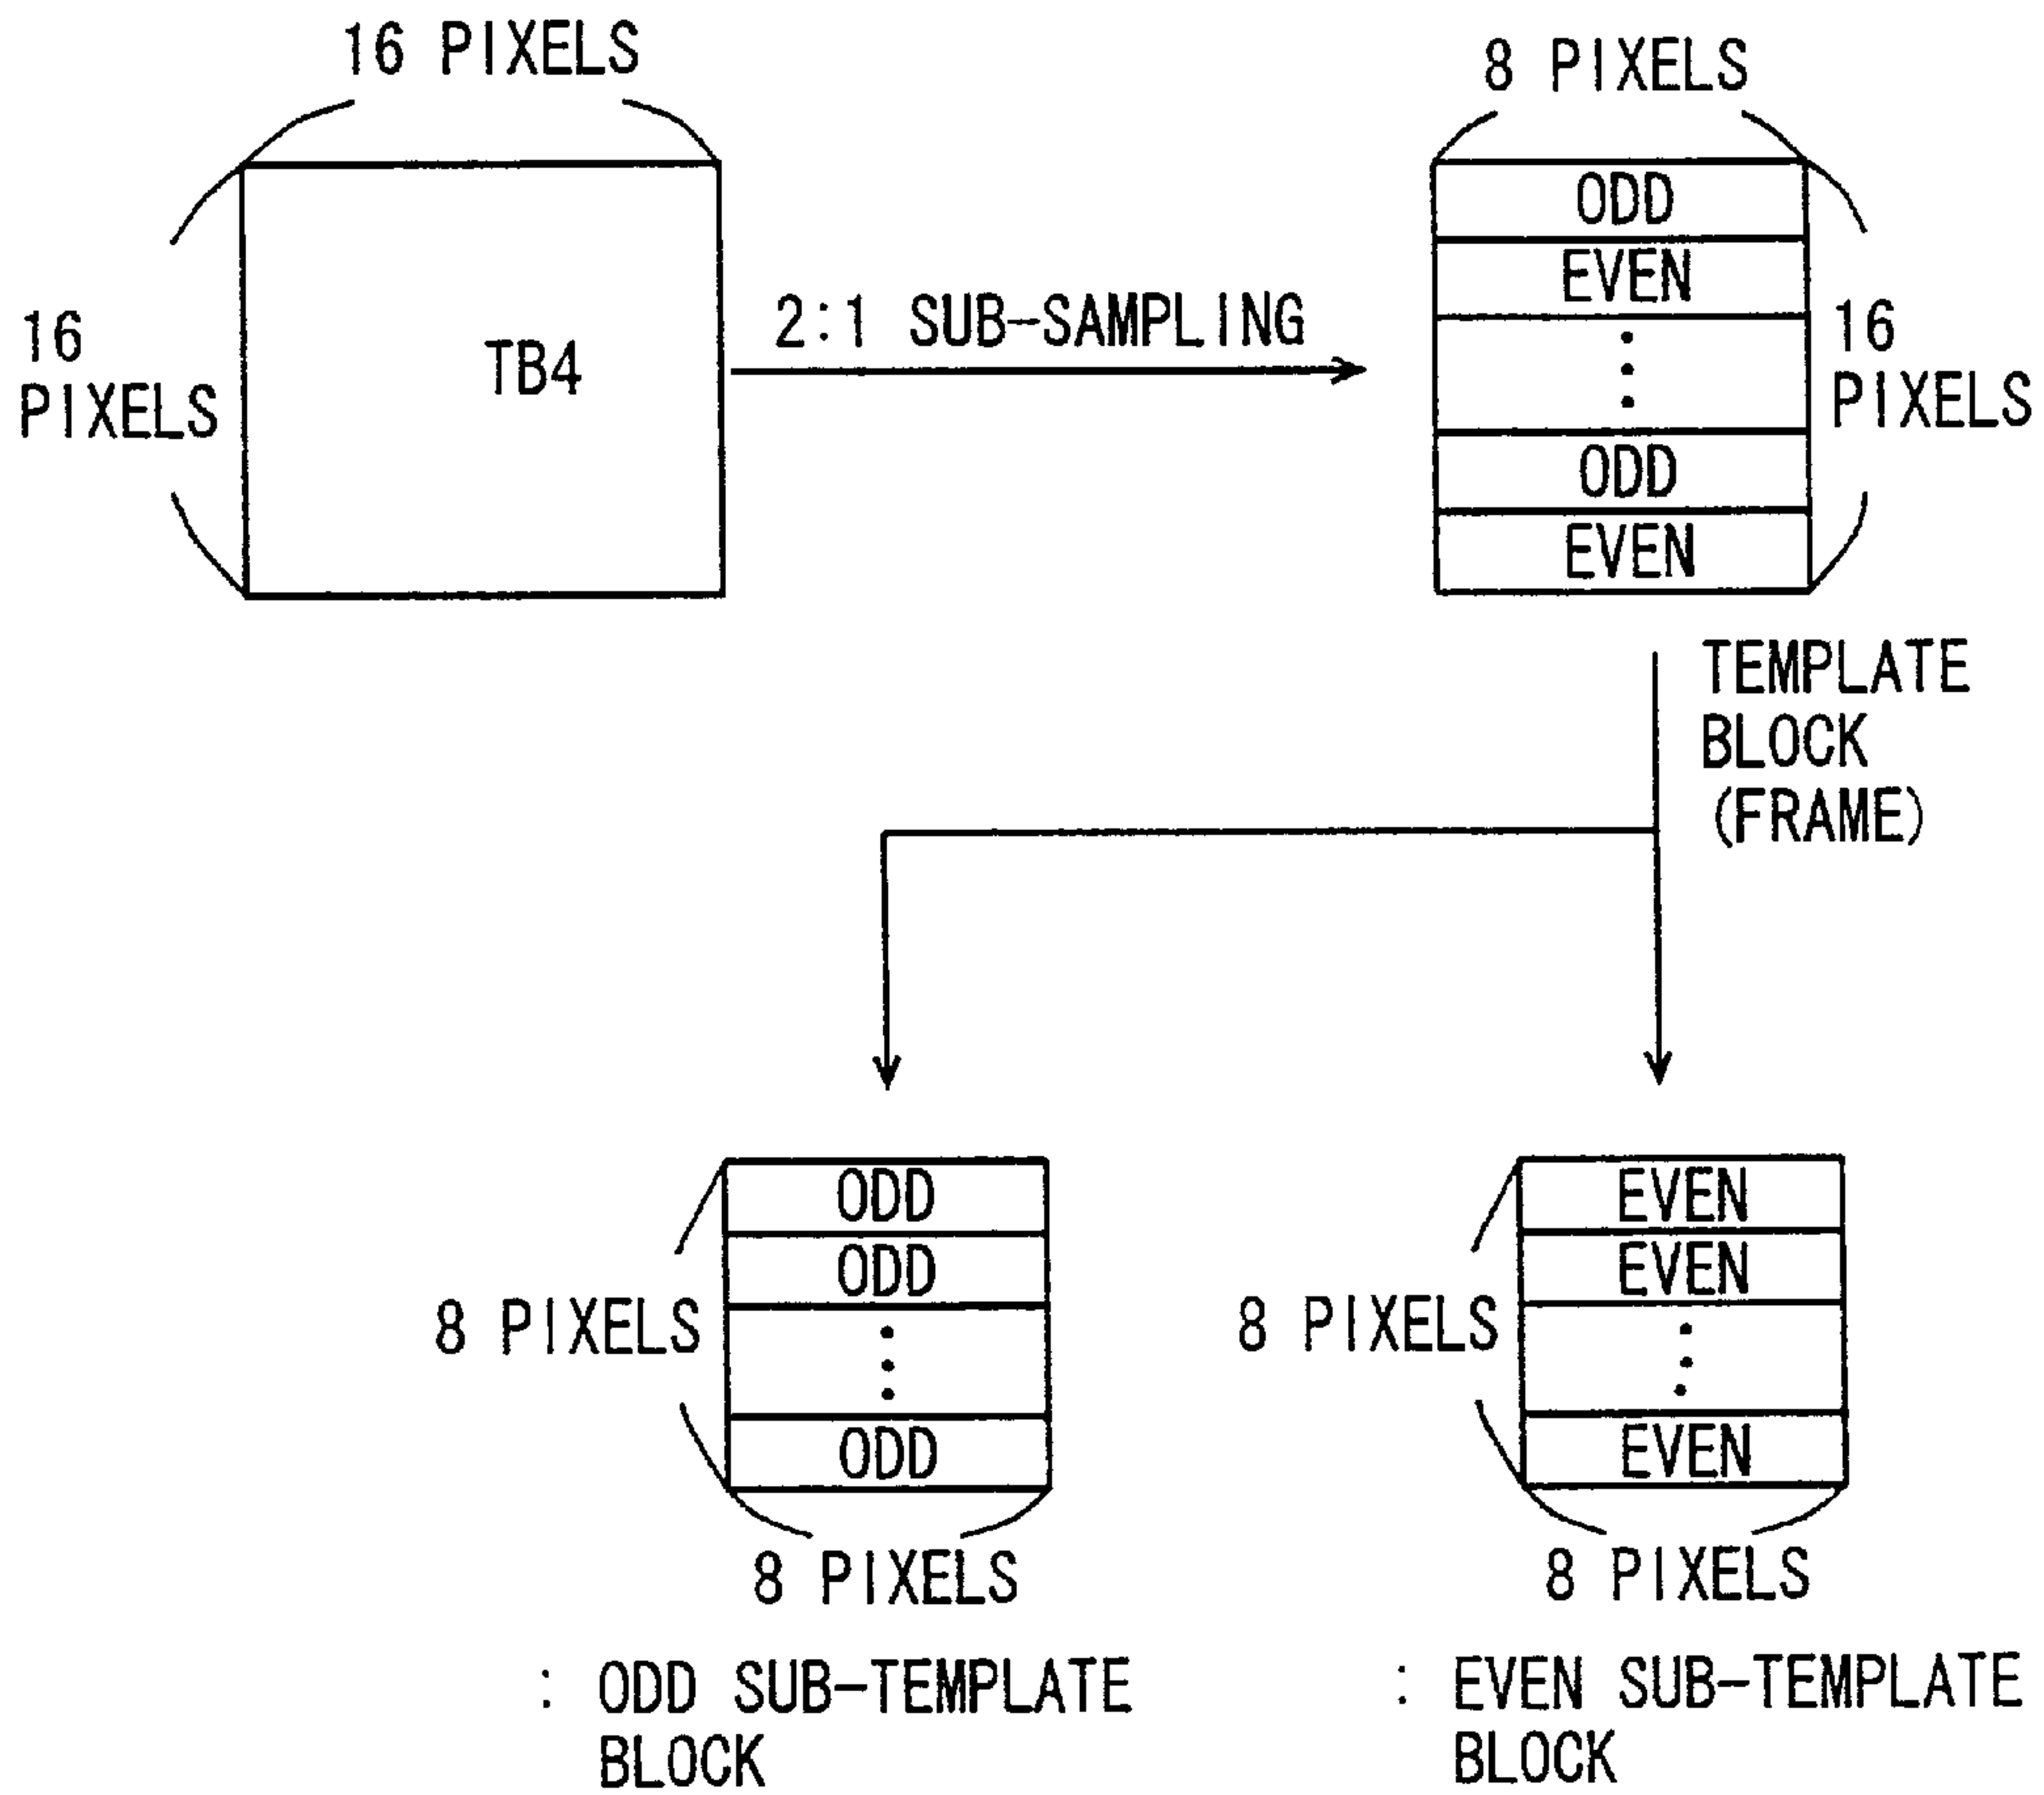 16 PIXELS
8 PIXELS
16
PIXELS
TB4
2:1 SUB-SAMPLING
ODD
EVEN
ODD
EVEN
16
PIXELS
TEMPLATE
BLOCK
(FRAME)
ODD
ODD
ODD
8 PIXELS
8 PIXELS
: ODD SUB-TEMPLATE
BLOCK
EVEN
EVEN
EVEN
8 PIXELS
8 PIXELS
: EVEN SUB-TEMPLATE
BLOCK